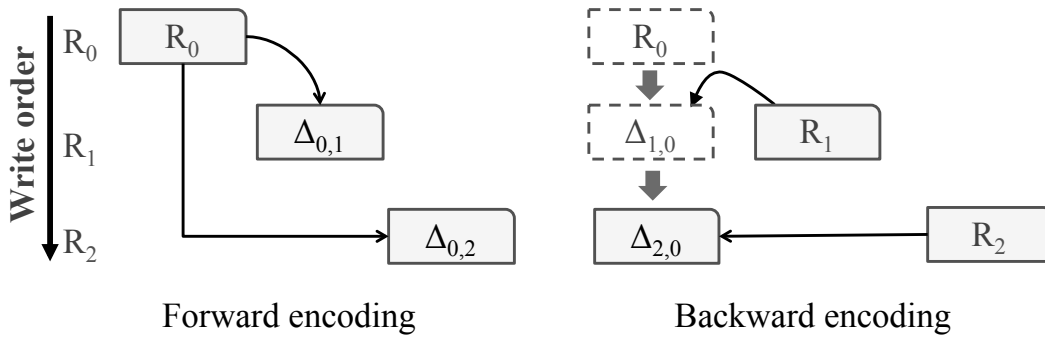 Write order
R₀
R₁
R₂
R₀
Δ₀,₁
Δ₀,₂
Forward encoding
R₀
Δ₁,₀
R₁
Δ₂,₀
R₂
Backward encoding